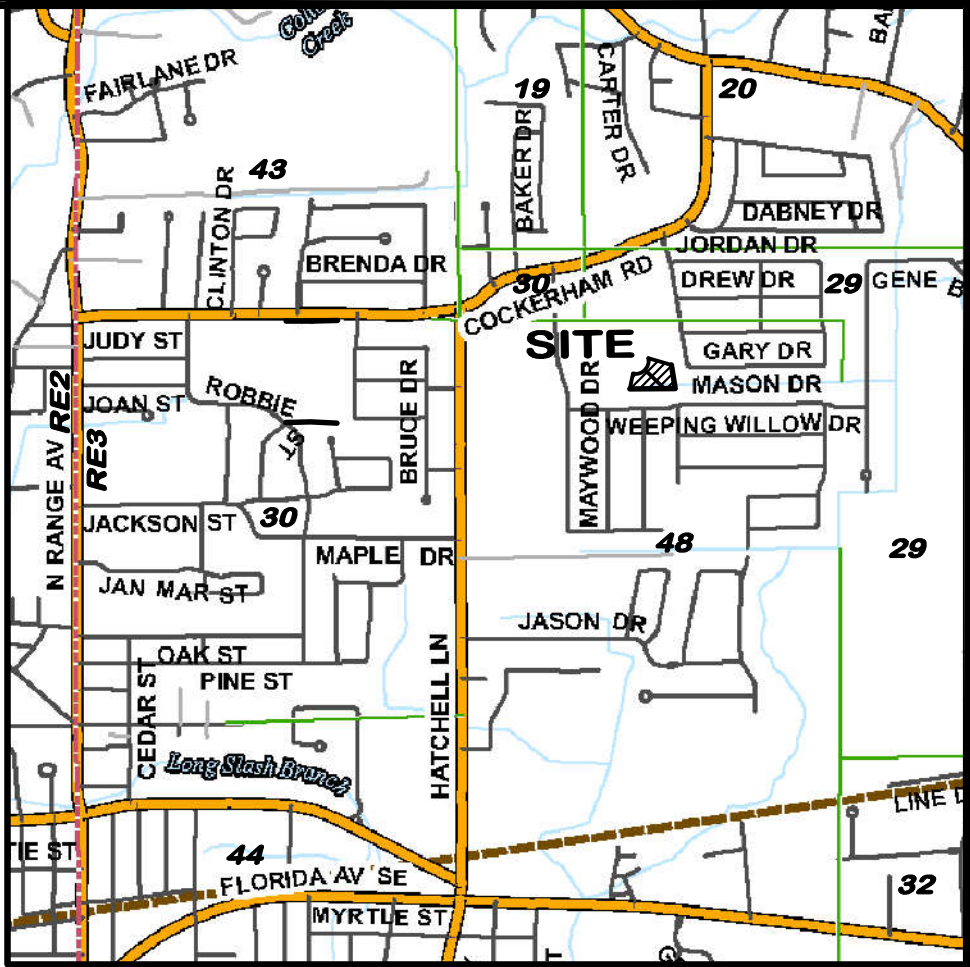 FAIRLANE DR
Creek
19
CARTER DR
20
BAKER DR
43
CLINTON DR
DABNEY DR
JORDAN DR
BRENDA DR
DREW DR
29
GENE
30
COCKERHAM RD
SITE
JUDY ST
GARY DR
MASON DR
RE2
ROBBIE
ST
JOAN ST
BRUCE DR
MAYWOOD DR
WEEPING WILLOW DR
N RANGE AV
RE3
JACKSON ST
30
48
29
MAPLE DR
JAN MAR ST
JASON DR
OAK ST
PINE ST
CEDAR ST
HATCHELL LN
Long Slash Branch
LINE
TIE ST
44
FLORIDA AV SE
32
MYRTLE ST